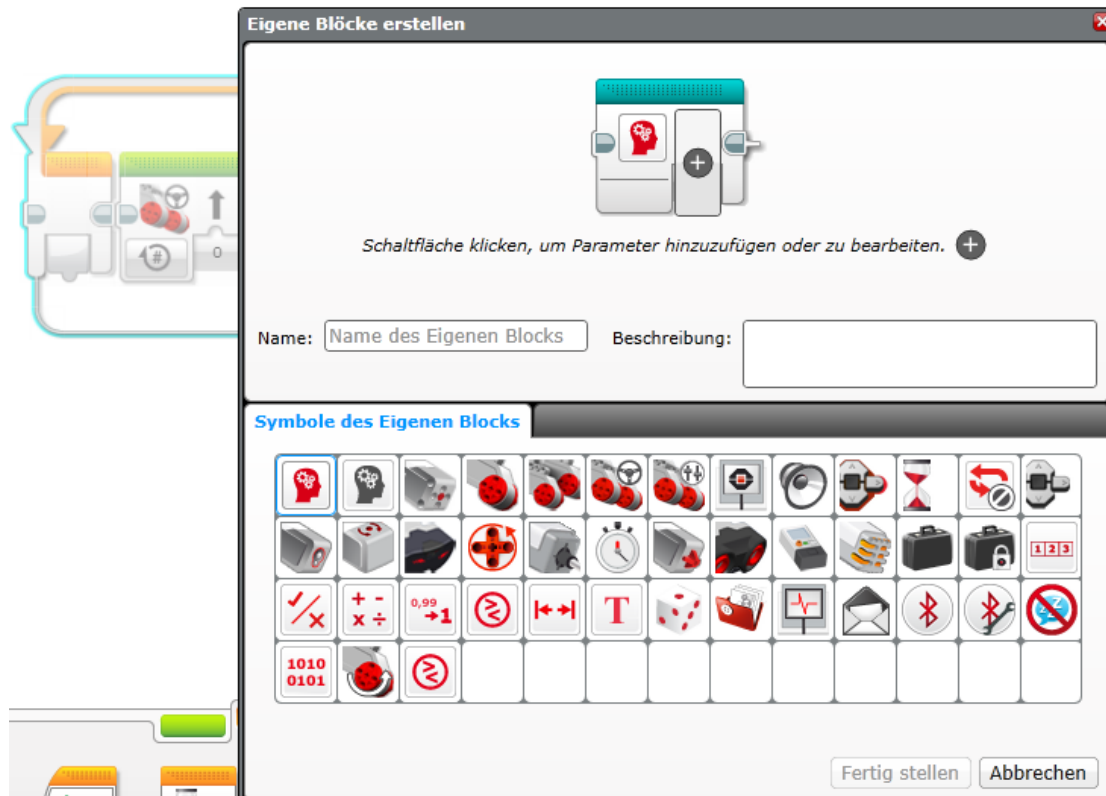 Eigene Blöcke erstellen
Schaltfläche klicken, um Parameter hinzuzufügen oder zu bearbeiten.
#
0
Name: Name des Eigenen Blocks Beschreibung:
Symbole des Eigenen Blocks
1 2 3
+ -
x ÷
0,99
→1
T
1010
0101
Fertig stellen Abbrechen